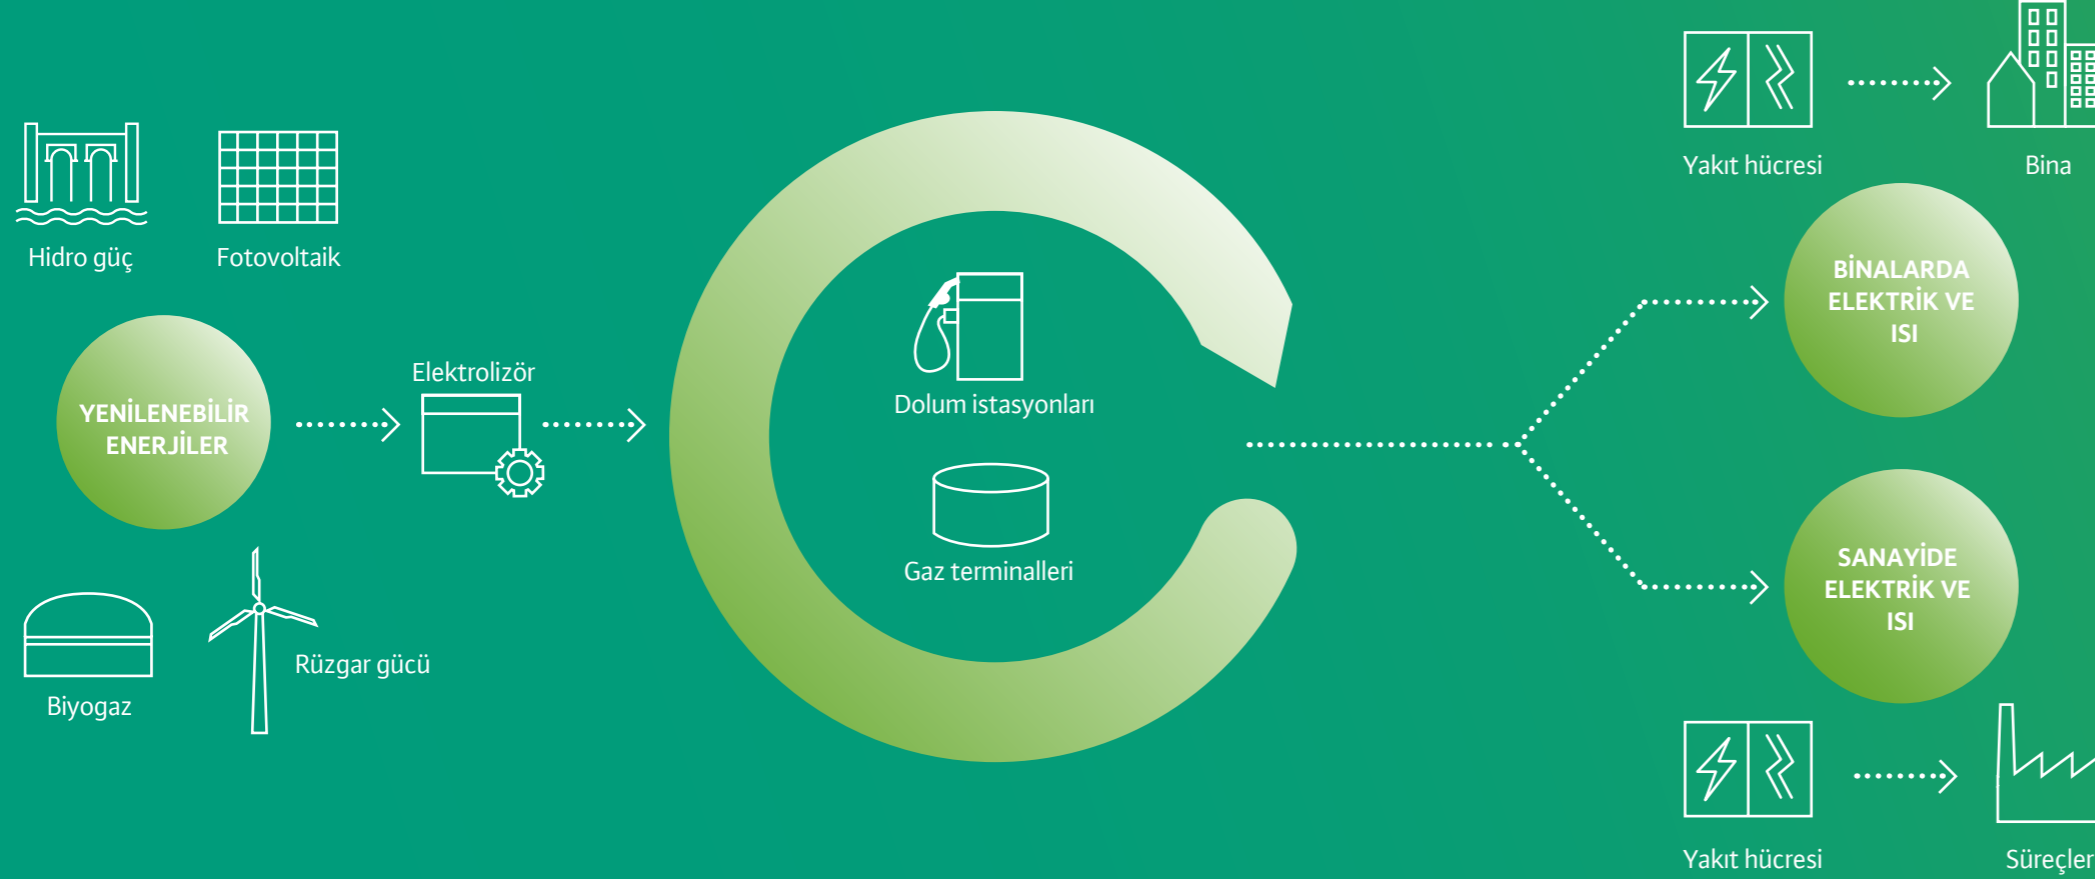 Hidro güç
Fotovoltaik
YENİLENEBİLİR
ENERJİLER
Biyogaz
Rüzgar gücü
Elektrolizör
Dolum istasyonları
Gaz terminalleri
Yakıt hücresi
Bina
BİNALARDA
ELEKTRİK VE
ISI
SANAYİDE
ELEKTRİK VE
ISI
Yakıt hücresi
Süreçler